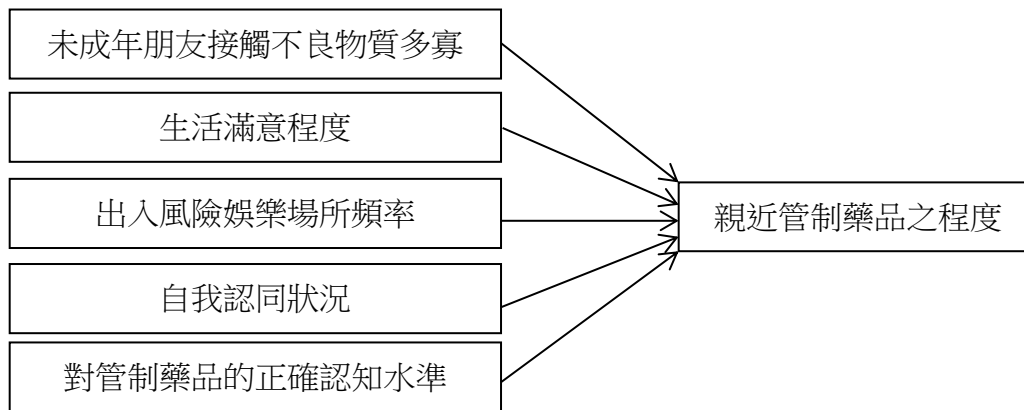 未成年朋友接觸不良物質多寡
生活滿意程度
出入風險娛樂場所頻率
自我認同狀況
對管制藥品的正確認知水準
親近管制藥品之程度